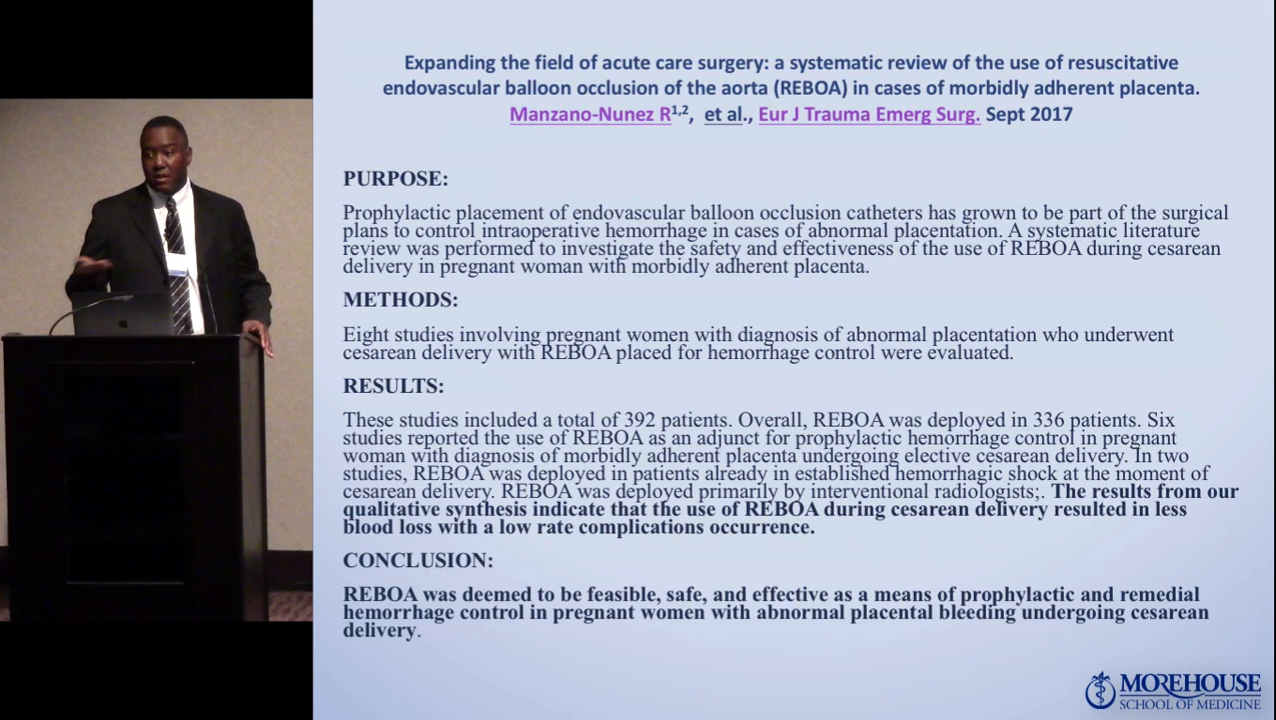 Expanding the field of acute care surgery: a systematic review of the use of resuscitative
endovascular balloon occlusion of the aorta (REBOA) in cases of morbidly adherent placenta.
Manzano-Nunez R1,2, et al., Eur J Trauma Emerg Surg. Sept 2017
PURPOSE:
Prophylactic placement of endovascular balloon occlusion catheters has grown to be part of the surgical
plans to control intraoperative hemorrhage in cases of abnormal placentation. A systematic literature
review was performed to investigate the safety and effectiveness of the use of REBOA during cesarean
delivery in pregnant woman with morbidly adherent placenta.
METHODS:
Eight studies involving pregnant women with diagnosis of abnormal placentation who underwent
cesarean delivery with REBOA placed for hemorrhage control were evaluated.
RESULTS:
These studies included a total of 392 patients. Overall, REBOA was deployed in 336 patients. Six
studies reported the use of REBOA as an adjunct for prophylactic hemorrhage control in pregnant
woman with diagnosis of morbidly adherent placenta undergoing elective cesarean delivery. In two
studies, REBOA was deployed in patients already in established hemorrhagic shock at the moment of
cesarean delivery. REBOA was deployed primarily by interventional radiologists;. The results from our
qualitative synthesis indicate that the use of REBOA during cesarean delivery resulted in less
blood loss with a low rate complications occurrence.
CONCLUSION:
REBOA was deemed to be feasible, safe, and effective as a means of prophylactic and remedial
hemorrhage control in pregnant women with abnormal placental bleeding undergoing cesarean
delivery.
MOREHOUSE
SCHOOL OF MEDICINE